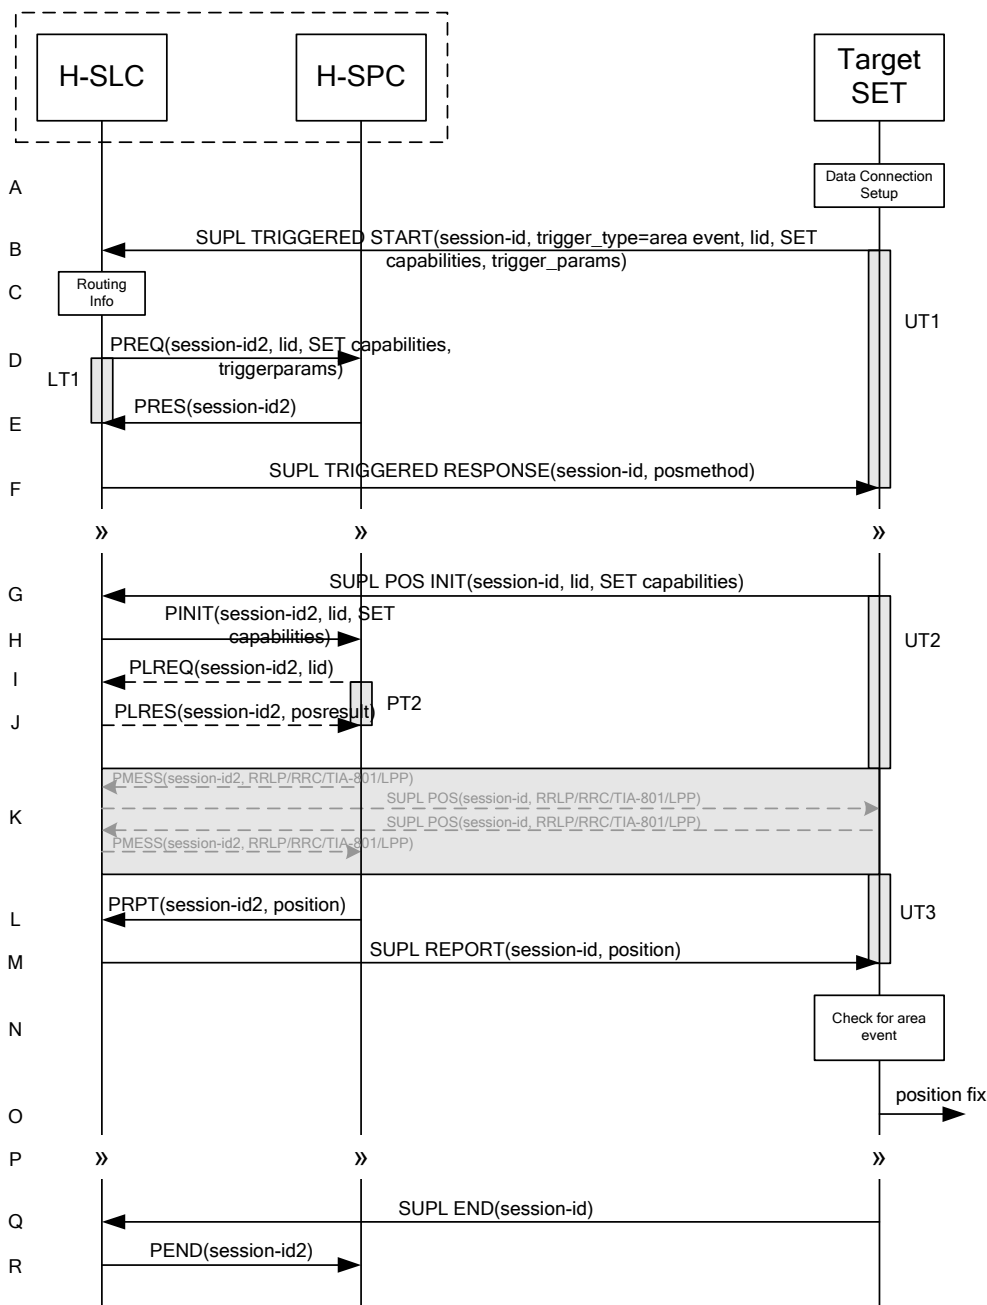 H-SLC
H-SPC
Target
SET
A
Data Connection
Setup
B
SUPL TRIGGERED START(session-id, trigger_type=area event, lid, SET
capabilities, trigger_params)
C
Routing
Info
UT1
D
PREQ(session-id2, lid, SET capabilities,
triggerparams)
LT1
E
PRES(session-id2)
F
SUPL TRIGGERED RESPONSE(session-id, posmethod)
» » »
G
SUPL POS INIT(session-id, lid, SET capabilities)
H
PINIT(session-id2, lid, SET
capabilities)
UT2
I
PLREQ(session-id2, lid)
J
PLRES(session-id2, posresult)
PT2
PMESS(session-id2, RRLP/RRC/TIA-801/LPP)
SUPL POS(session-id, RRLP/RRC/TIA-801/LPP)
K
SUPL POS(session-id, RRLP/RRC/TIA-801/LPP)
PMESS(session-id2, RRLP/RRC/TIA-801/LPP)
L
PRPT(session-id2, position)
UT3
M
SUPL REPORT(session-id, position)
N
Check for area
event
O
position fix
P
» » »
Q
SUPL END(session-id)
R
PEND(session-id2)